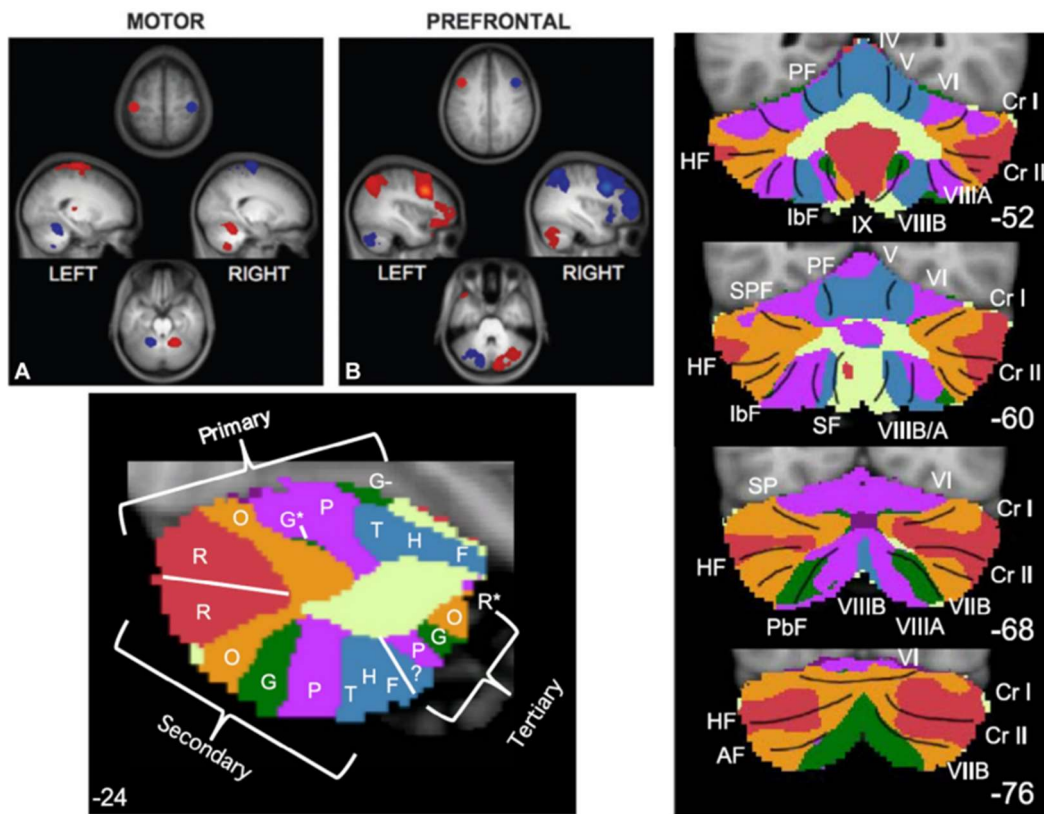 MOTOR
PREFRONTAL
LEFT
RIGHT
A
LEFT
RIGHT
B
IV
V
PF
VI
Cr I
HF
Cr II
VIIIA
IbF
IX
VIIIB
-52
V
PF
VI
SPF
Cr I
HF
Cr II
IbF
SF
VIIIB/A
-60
SP
VI
Cr I
HF
Cr II
VIIIB
VIIB
PbF
VIIIA
-68
VI
Cr I
HF
Cr II
AF
VIIB
-76
Primary
G-
O
P
G*
T
H
F
R
R
R*
O
G
P
?
O
G
P
T
H
F
Secondary
Tertiary
-24